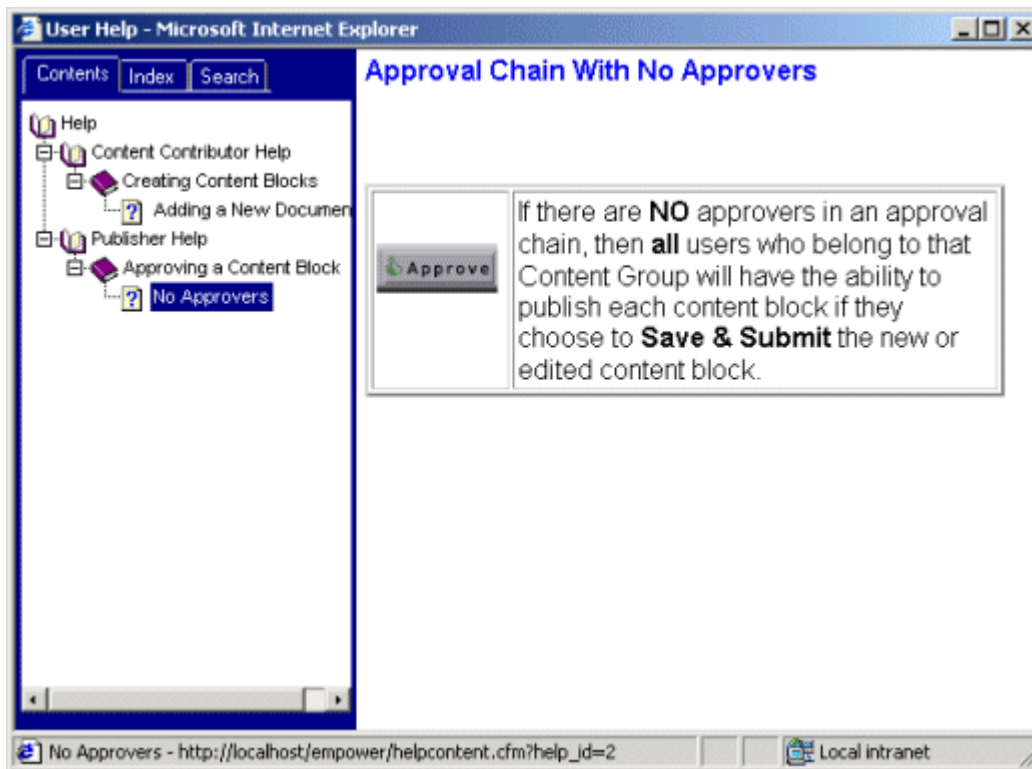 User Help - Microsoft Internet Explorer
Contents
Index
Search
Help
Content Contributor Help
Creating Content Blocks
Adding a New Documen
Publisher Help
Approving a Content Block
No Approvers
Approval Chain With No Approvers
Approve
If there are NO approvers in an approval
chain, then all users who belong to that
Content Group will have the ability to
publish each content block if they
choose to Save & Submit the new or
edited content block.
No Approvers - http://localhost/empower/helpcontent.cfm?help_id=2
Local intranet